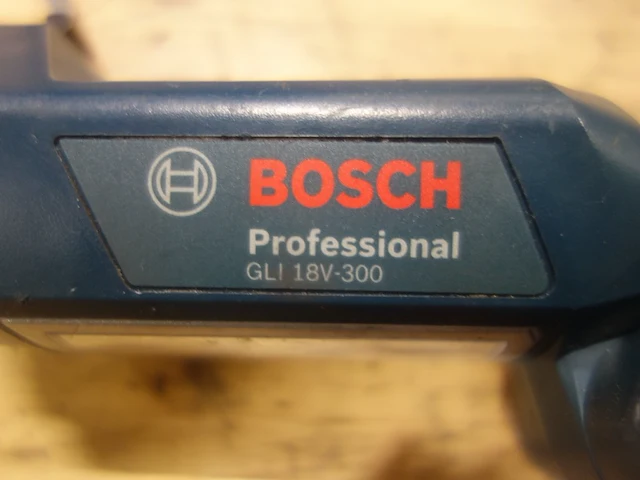 BOSCH
Professional
GLI 18V-300